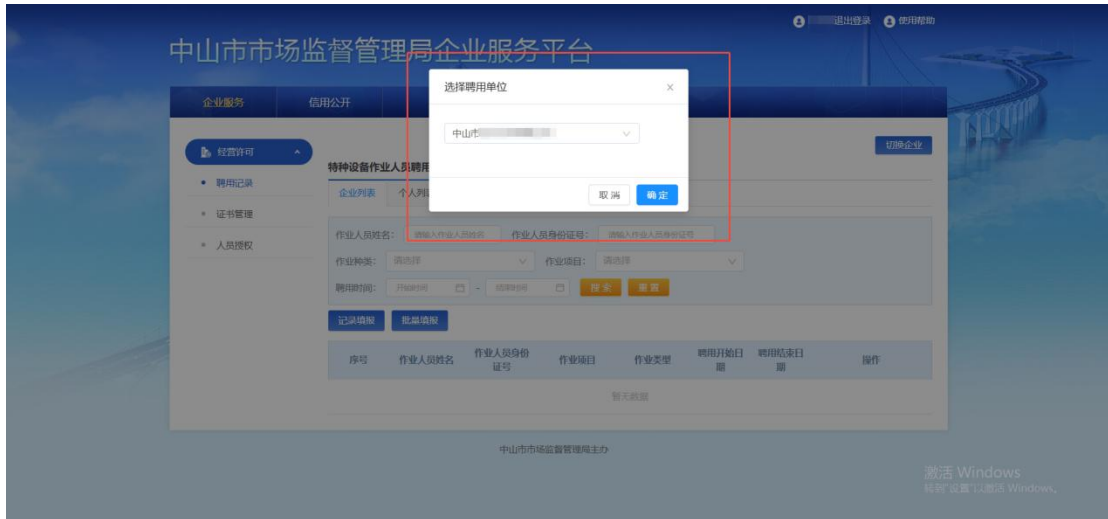 退出登录 使用帮助
中山市市场监督管理局企业服务平台
选择聘用单位
企业服务 信用公开
中山市
切换企业
经营许可
特种设备作业人员聘用
聘用记录
企业列表 个人列
取 消 确 定
证书管理
作业人员姓名: 请输入作业人员姓名 作业人员身份证号: 请输入作业人员身份证号
人员授权
作业种类: 请选择 作业项目: 请选择
聘用时间: 开始时间 - 结束时间 搜 索 重 置
记录填报 批量填报
序号 作业人员姓名 作业人员身份证号 作业项目 作业类型 聘用开始日期 聘用结束日期 操作
暂无数据
中山市市场监督管理局主办
激活 Windows
转到"设置"以激活 Windows。